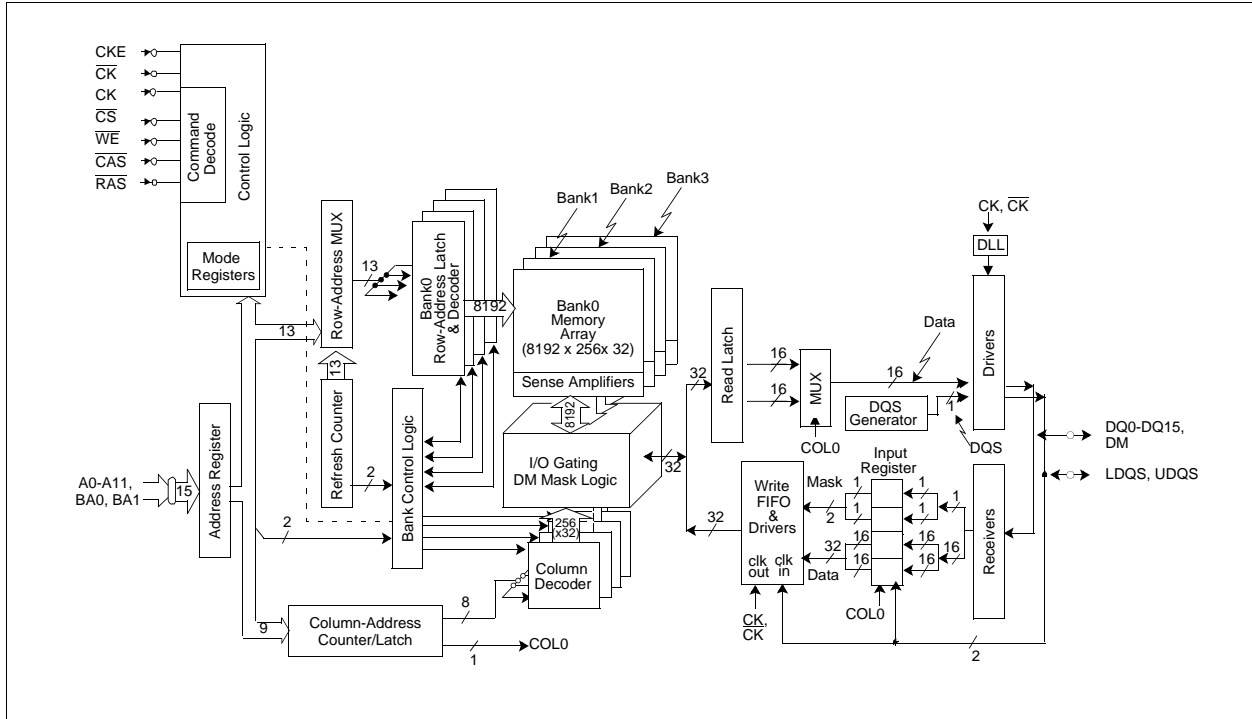 CKE
CK
CK
CS
WE
CAS
RAS
Command
Decode
Control Logic
Mode
Registers
Row-Address MUX
13
13
13
Refresh Counter
2
Bank0
Row-Address Latch
& Decoder
8192
Bank1
Bank2
Bank3
Bank0
Memory
Array
(8192 x 256x 32)
Sense Amplifiers
8192
I/O Gating
DM Mask Logic
Bank Control Logic
256
(x32)
Column
Decoder
A0-A11,
BA0, BA1
15
Address Register
2
9
Column-Address
Counter/Latch
8
1
COL0
32
32
32
Read Latch
16
16
MUX
COL0
16
Data
DQS
Generator
1
DQS
CK, CK
DLL
Drivers
DQ0-DQ15,
DM
LDQS, UDQS
Receivers
Input
Register
Mask
1
1
1
1
1
2
Write
FIFO
&
Drivers
clk
out
clk
in
32
Data
16
16
16
16
16
COL0
CK,
CK
2